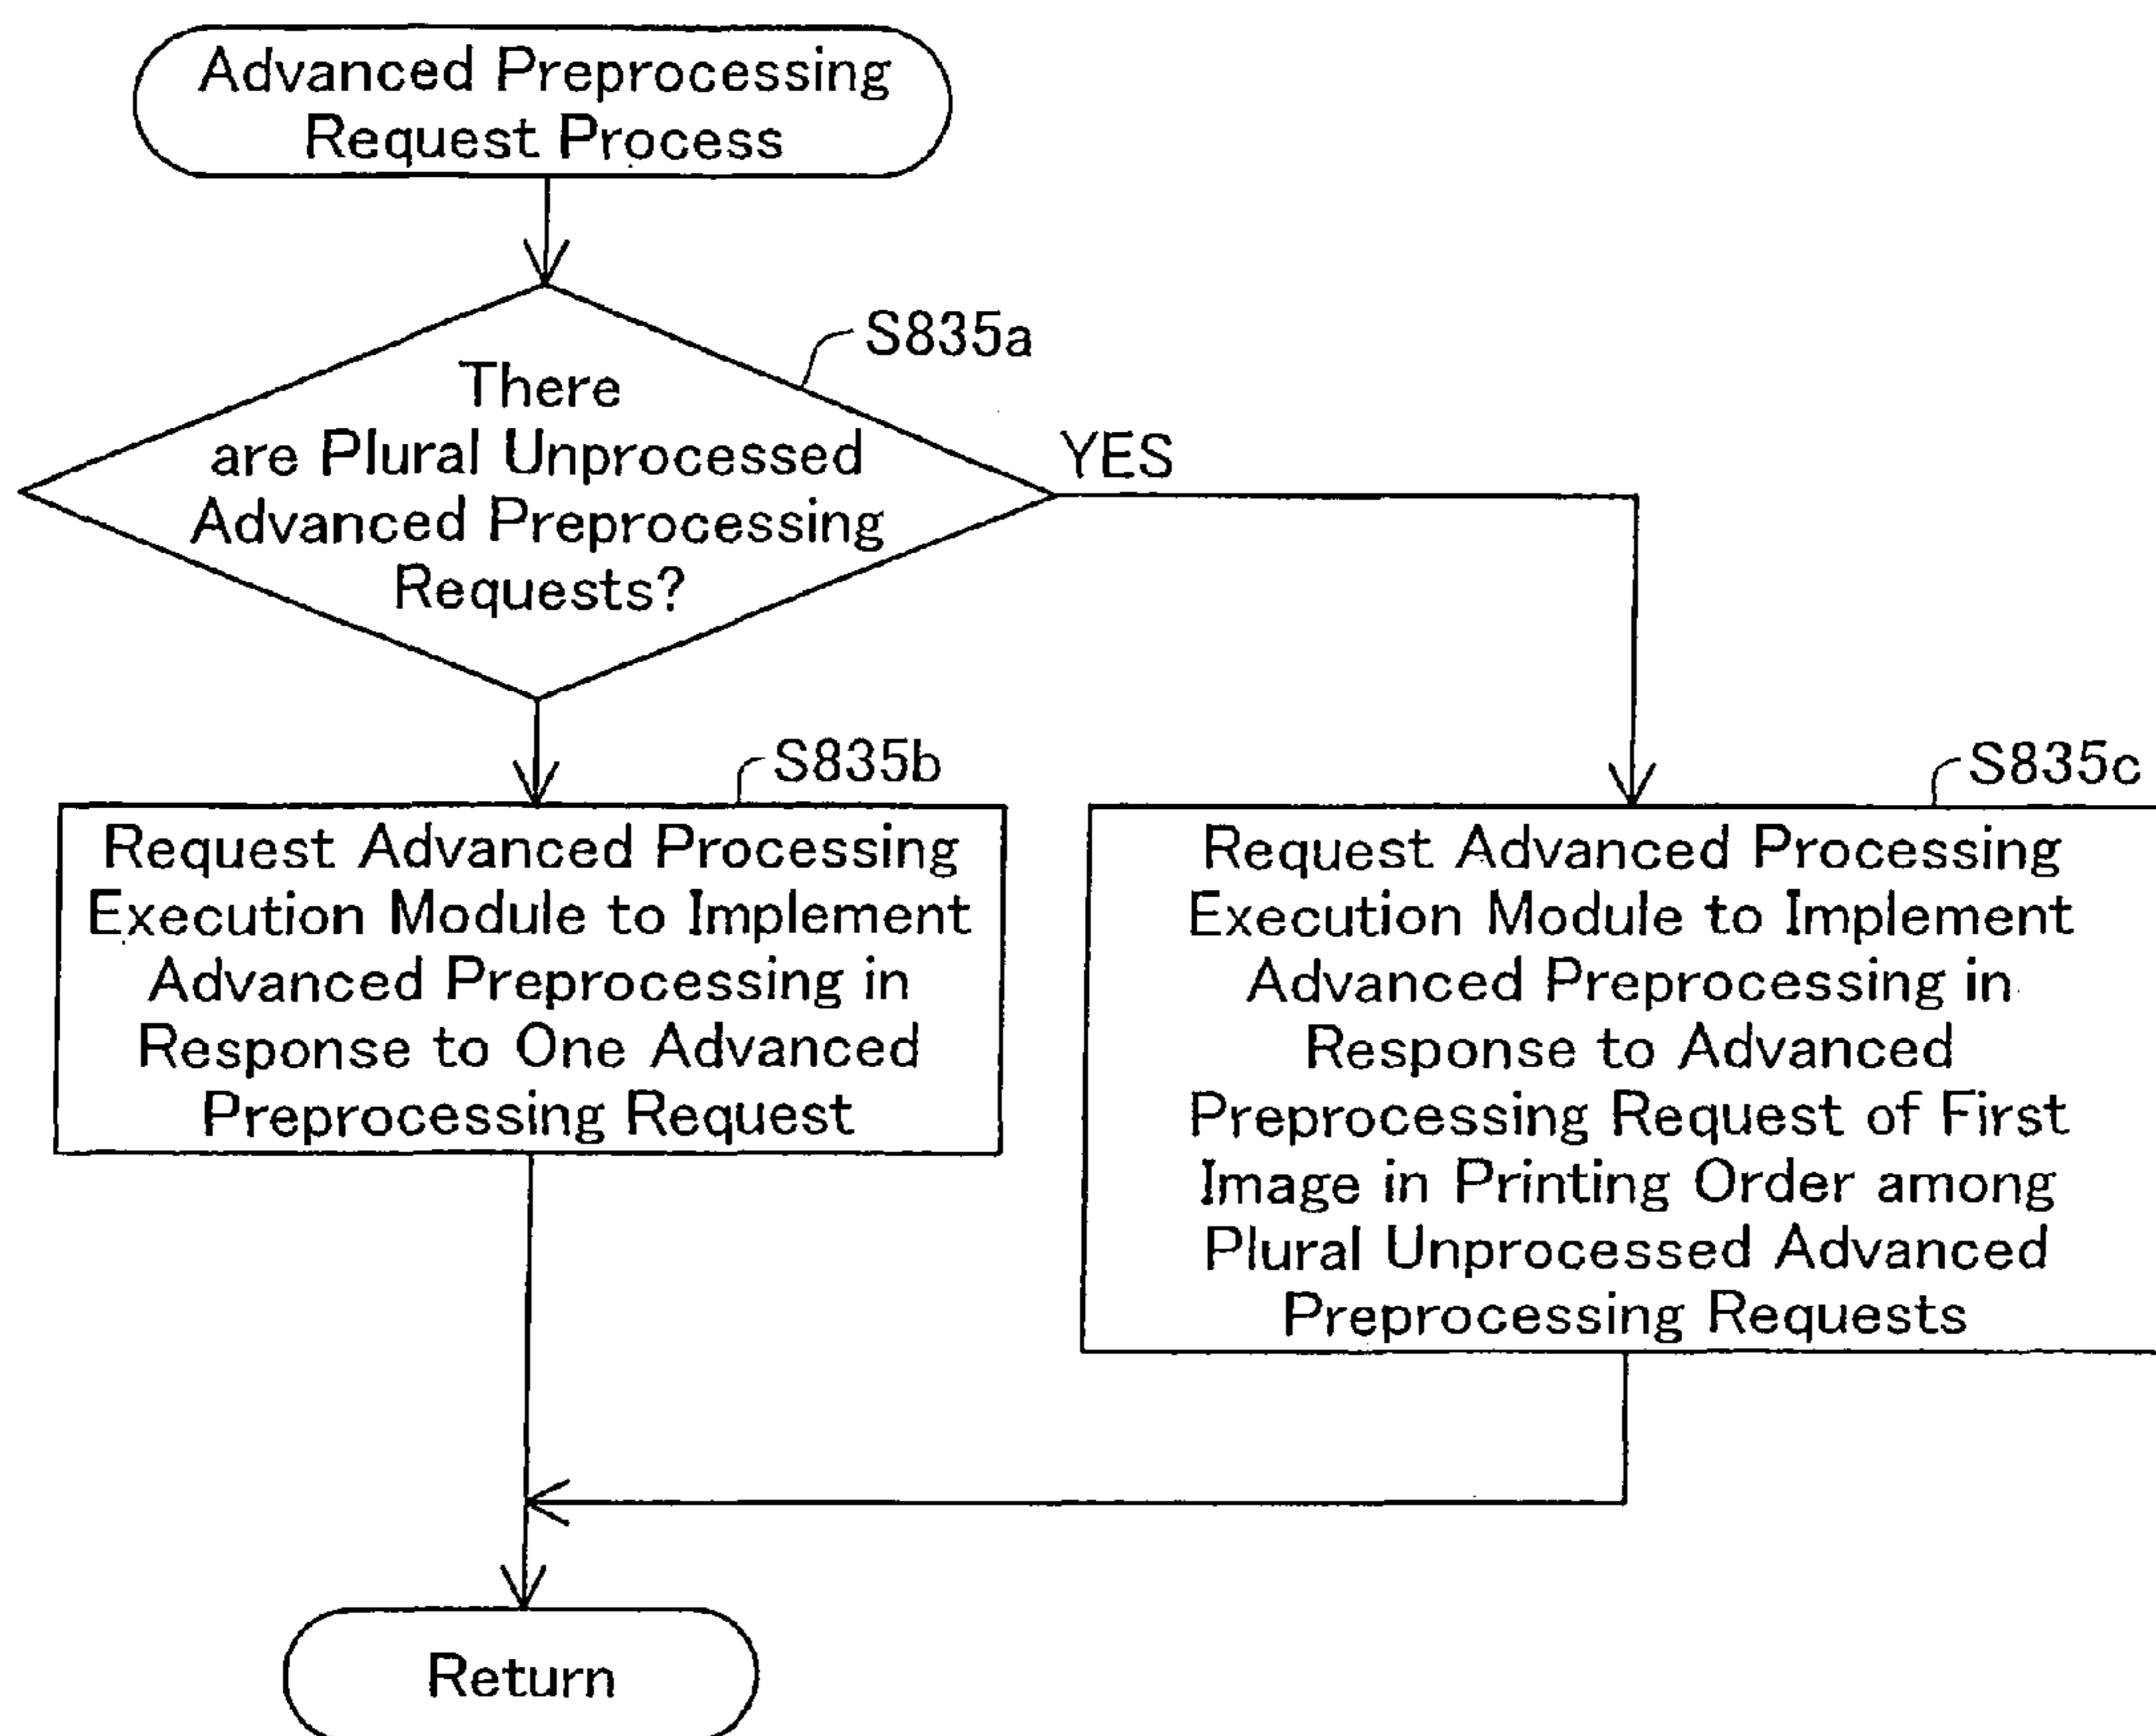 Advanced Preprocessing
Request Process
S835a
There
are Plural Unprocessed
Advanced Preprocessing
Requests?
YES
S835b
Request Advanced Processing
Execution Module to Implement
Advanced Preprocessing in
Response to One Advanced
Preprocessing Request
S835c
Request Advanced Processing
Execution Module to Implement
Advanced Preprocessing in
Response to Advanced
Preprocessing Request of First
Image in Printing Order among
Plural Unprocessed Advanced
Preprocessing Requests
Return